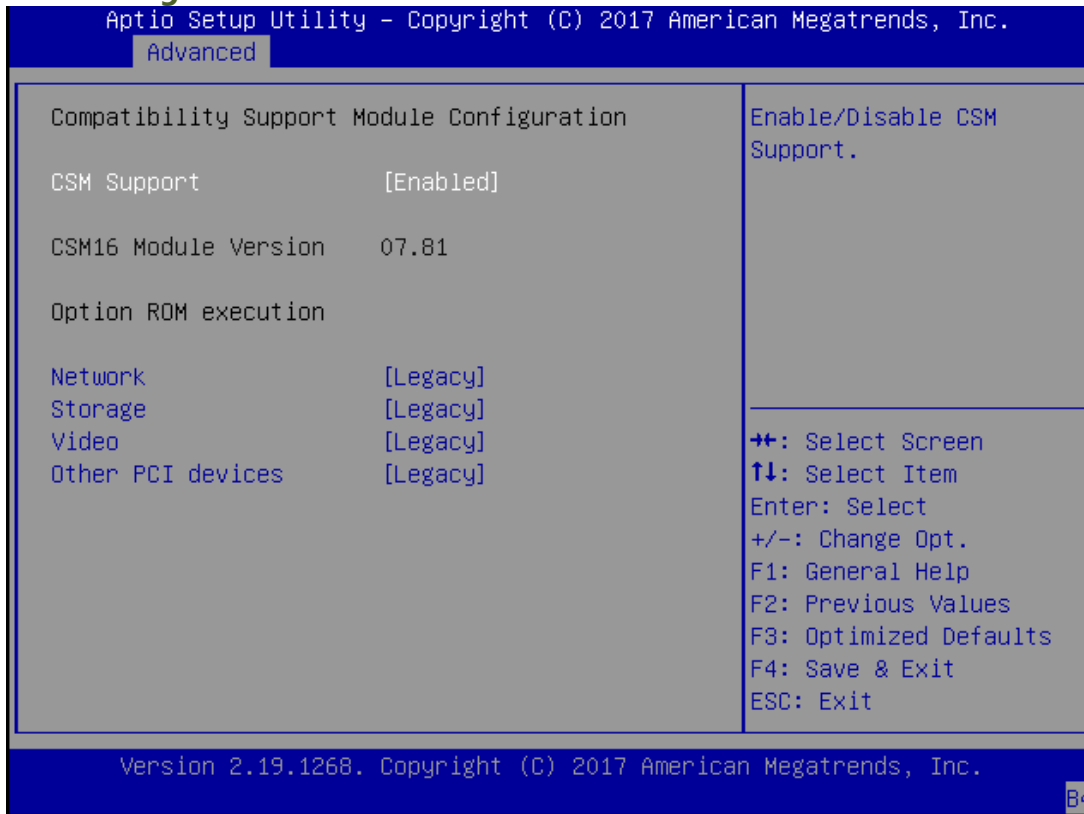 Aptio Setup Utility – Copyright (C) 2017 American Megatrends, Inc.
Advanced
Compatibility Support Module Configuration
CSM Support [Enabled]
CSM16 Module Version 07.81
Option ROM execution
Network [Legacy]
Storage [Legacy]
Video [Legacy]
Other PCI devices [Legacy]
Enable/Disable CSM
Support.
→←: Select Screen
↑↓: Select Item
Enter: Select
+/-: Change Opt.
F1: General Help
F2: Previous Values
F3: Optimized Defaults
F4: Save & Exit
ESC: Exit
Version 2.19.1268. Copyright (C) 2017 American Megatrends, Inc.